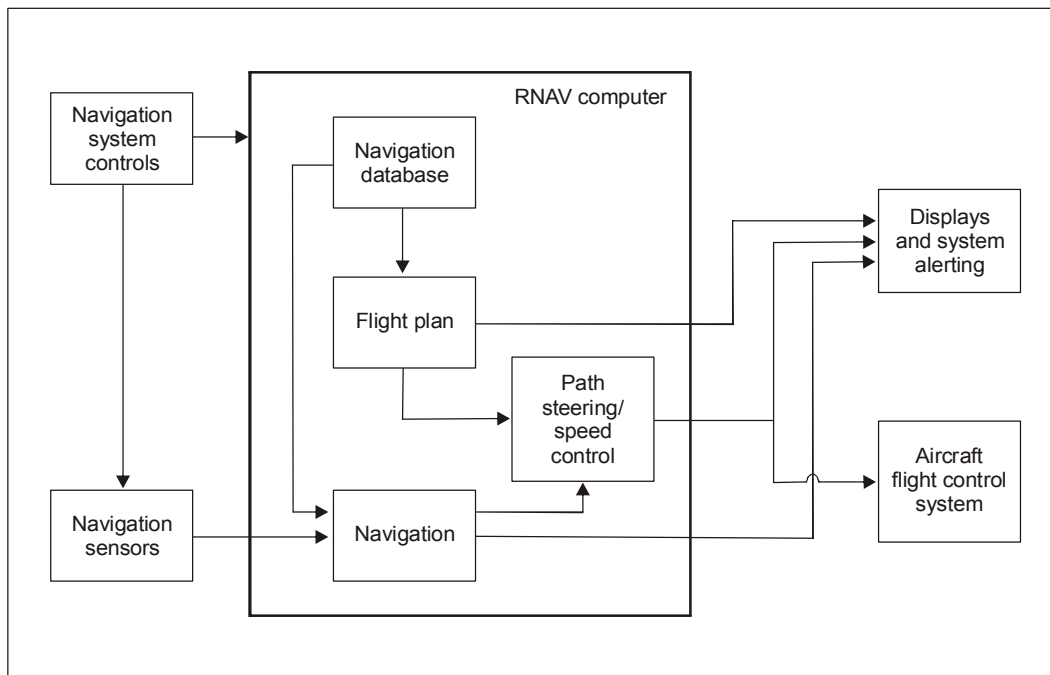 RNAV computer
Navigation
system
controls
Navigation
database
Displays
and system
alerting
Flight plan
Path
steering/
speed
control
Aircraft
flight control
system
Navigation
sensors
Navigation